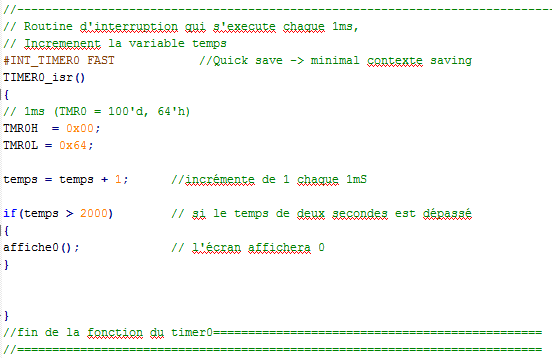 //-----------------------------------------------------------------------------
// Routine d'interruption qui s'execute chaque 1ms,
// Incremenent la variable temps
#INT_TIMER0 FAST            //Quick save -> minimal contexte saving
TIMER0_isr()
{
// 1ms (TMR0 = 100'd, 64'h)
TMR0H  = 0x00;
TMR0L = 0x64;
temps = temps + 1;      //incrémente de 1 chaque 1mS
if(temps > 2000)        // si le temps de deux secondes est dépassé
{
affiche0();             // l'écran affichera 0
}
}
//fin de la fonction du timer0===============================================
//===========================================================================